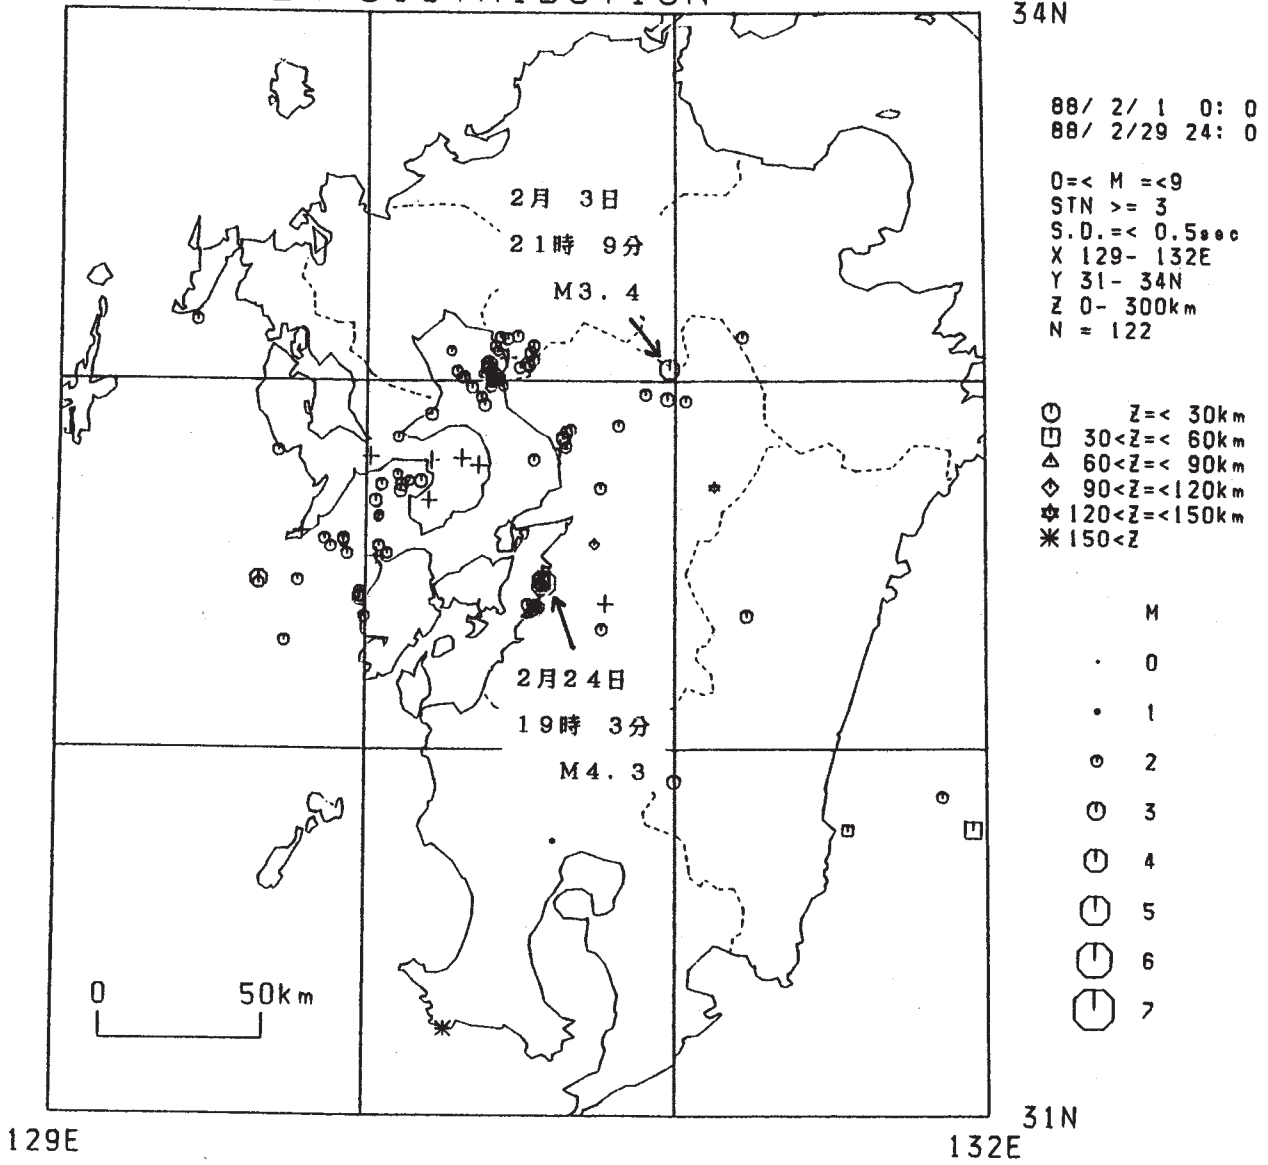 34N
88/ 2/ 1 0: 0
88/ 2/29 24: 0
0=< M =<9
STN >= 3
S.D.=< 0.5sec
X 129- 132E
Y 31- 34N
Z 0- 300km
N = 122
2月 3日
21時 9分
M3.4
Z=< 30km
30<Z=< 60km
60<Z=< 90km
90<Z=<120km
120<Z=<150km
150<Z
2月24日
19時 3分
M4.3
M
0
1
2
3
4
5
6
7
0 50km
31N
129E
132E